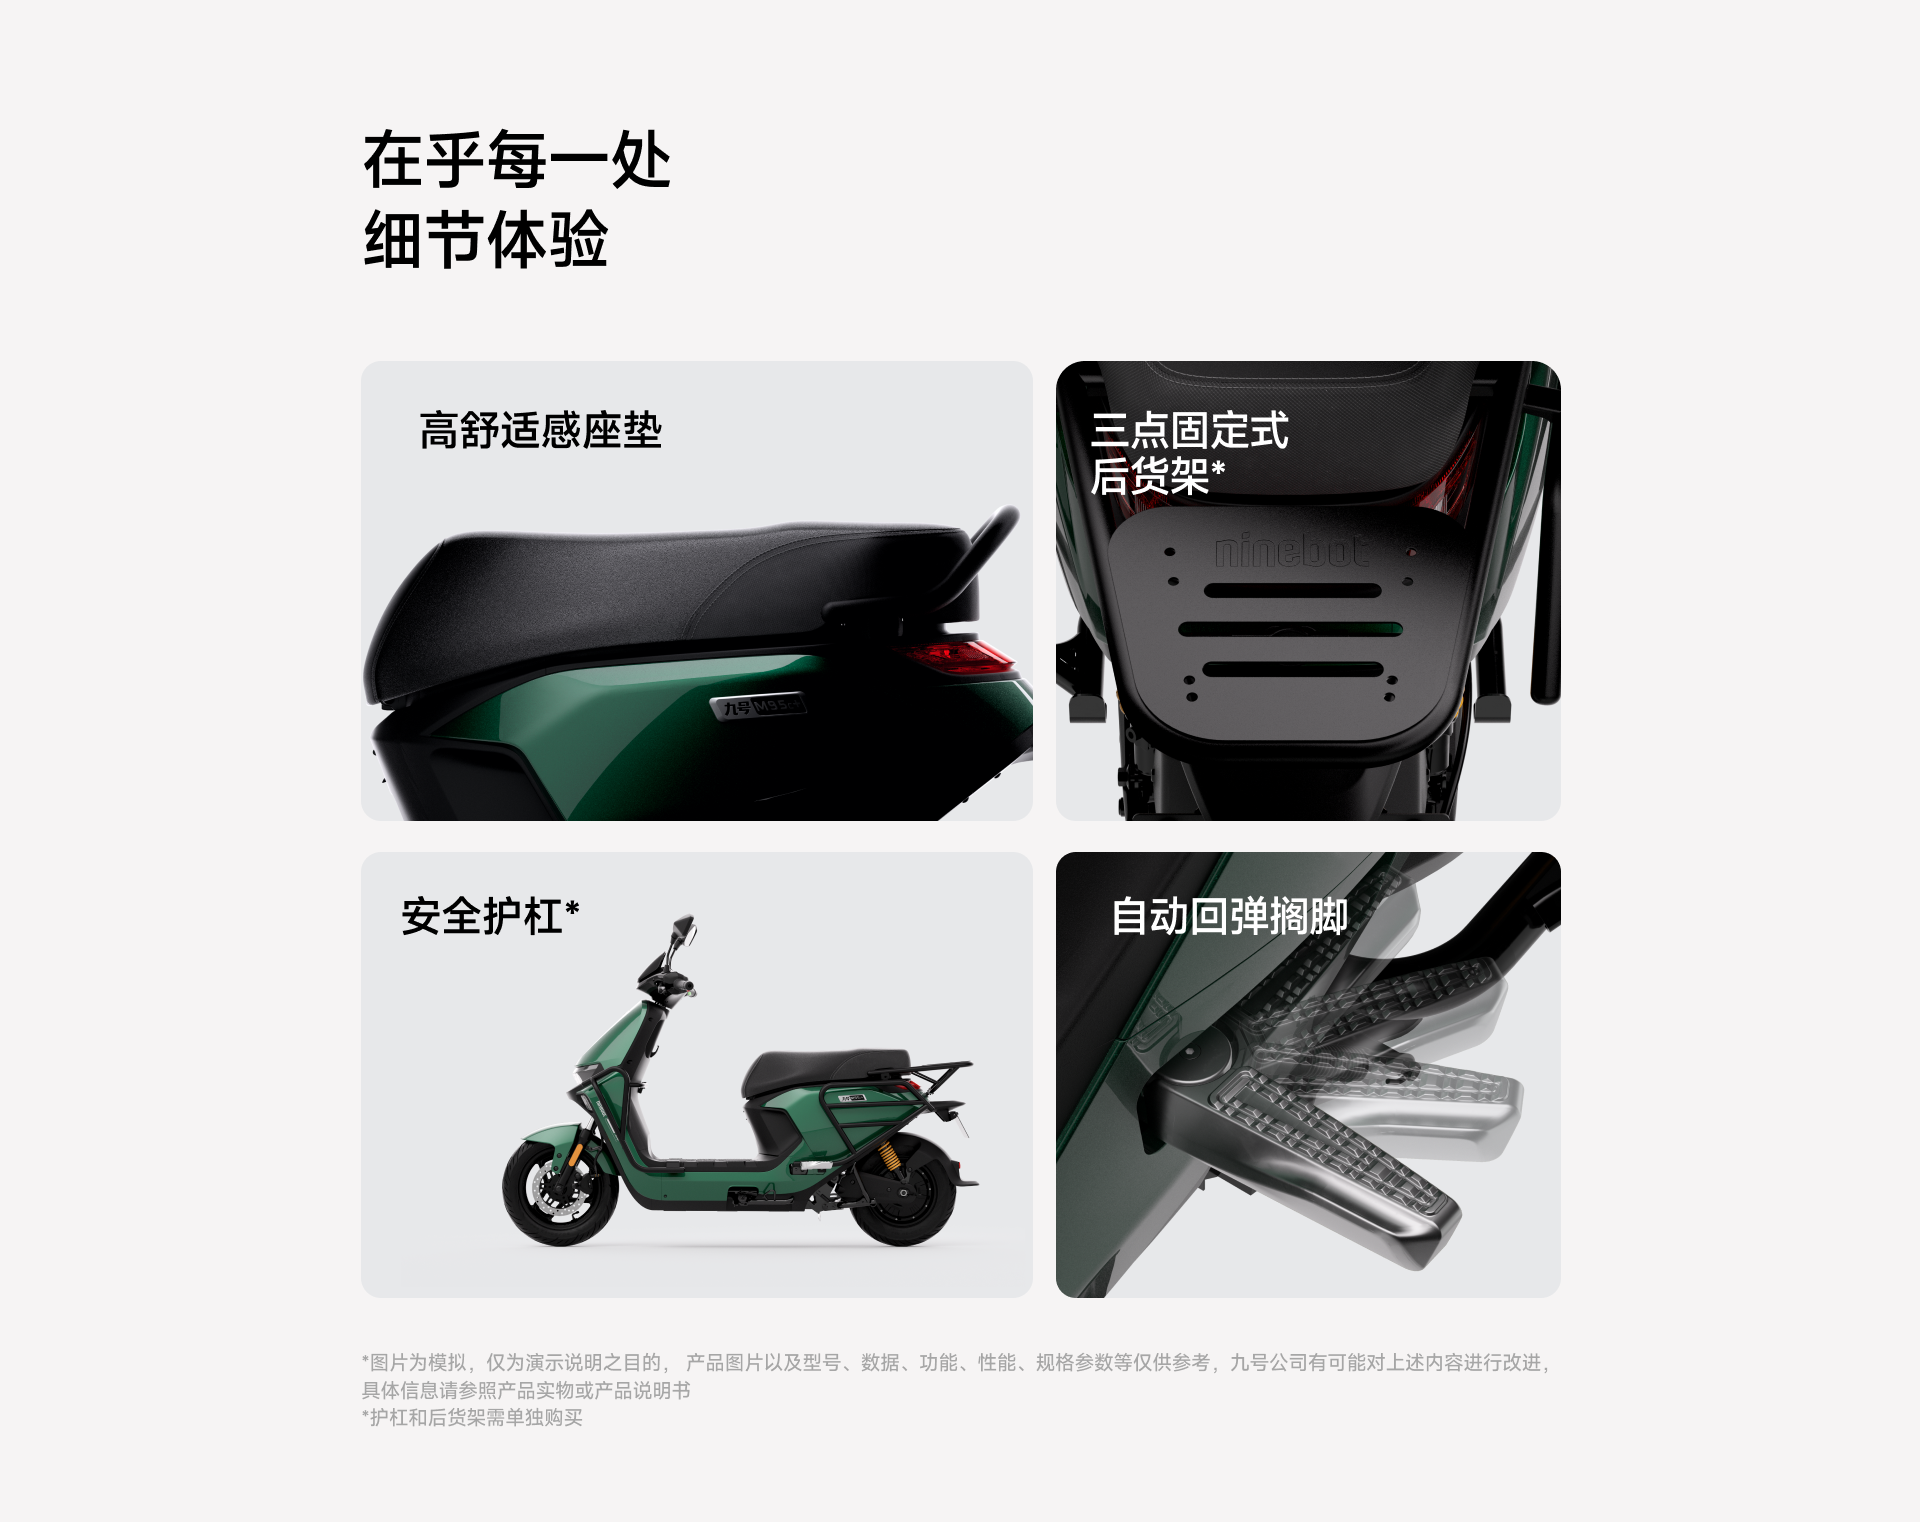 在乎每一处
细节体验
高舒适感座垫
三点固定式
后货架*
ninebot
九号 M95c+
安全护杠*
自动回弹搁脚
*图片为模拟，仅为演示说明之目的， 产品图片以及型号、数据、功能、性能、规格参数等仅供参考，九号公司有可能对上述内容进行改进，
具体信息请参照产品实物或产品说明书
*护杠和后货架需单独购买